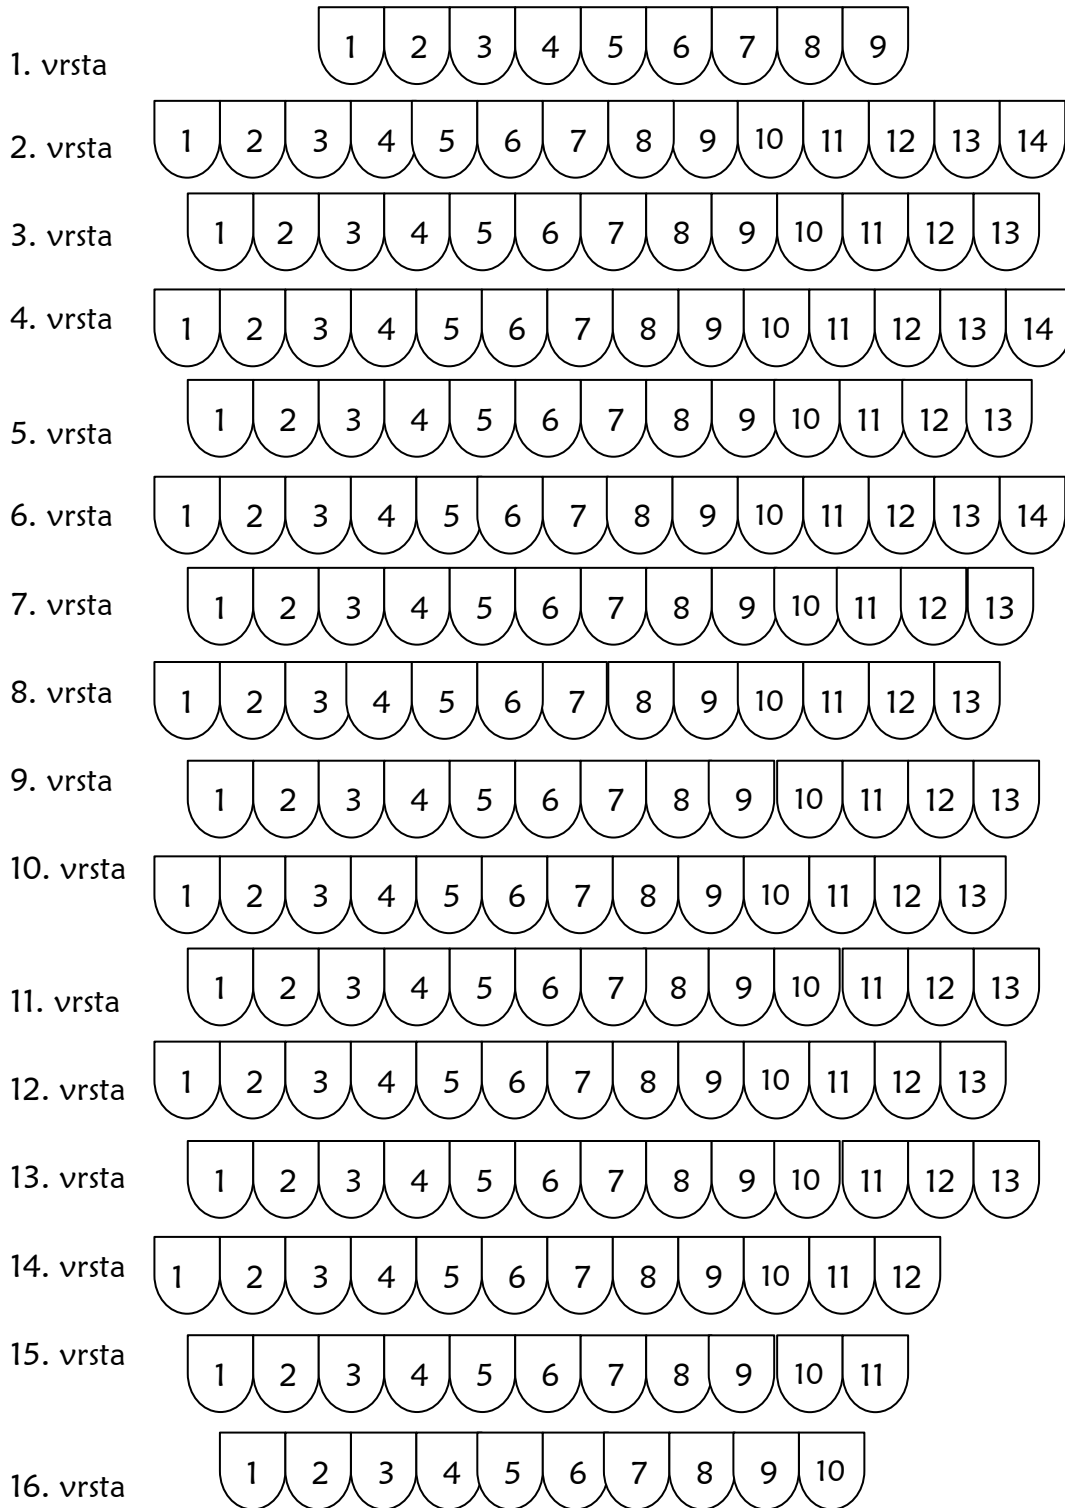 1. vrsta 1 2 3 4 5 6 7 8 9
2. vrsta 1 2 3 4 5 6 7 8 9 10 11 12 13 14
3. vrsta 1 2 3 4 5 6 7 8 9 10 11 12 13
4. vrsta 1 2 3 4 5 6 7 8 9 10 11 12 13 14
5. vrsta 1 2 3 4 5 6 7 8 9 10 11 12 13
6. vrsta 1 2 3 4 5 6 7 8 9 10 11 12 13 14
7. vrsta 1 2 3 4 5 6 7 8 9 10 11 12 13
8. vrsta 1 2 3 4 5 6 7 8 9 10 11 12 13
9. vrsta 1 2 3 4 5 6 7 8 9 10 11 12 13
10. vrsta 1 2 3 4 5 6 7 8 9 10 11 12 13
11. vrsta 1 2 3 4 5 6 7 8 9 10 11 12 13
12. vrsta 1 2 3 4 5 6 7 8 9 10 11 12 13
13. vrsta 1 2 3 4 5 6 7 8 9 10 11 12 13
14. vrsta 1 2 3 4 5 6 7 8 9 10 11 12
15. vrsta 1 2 3 4 5 6 7 8 9 10 11
16. vrsta 1 2 3 4 5 6 7 8 9 10